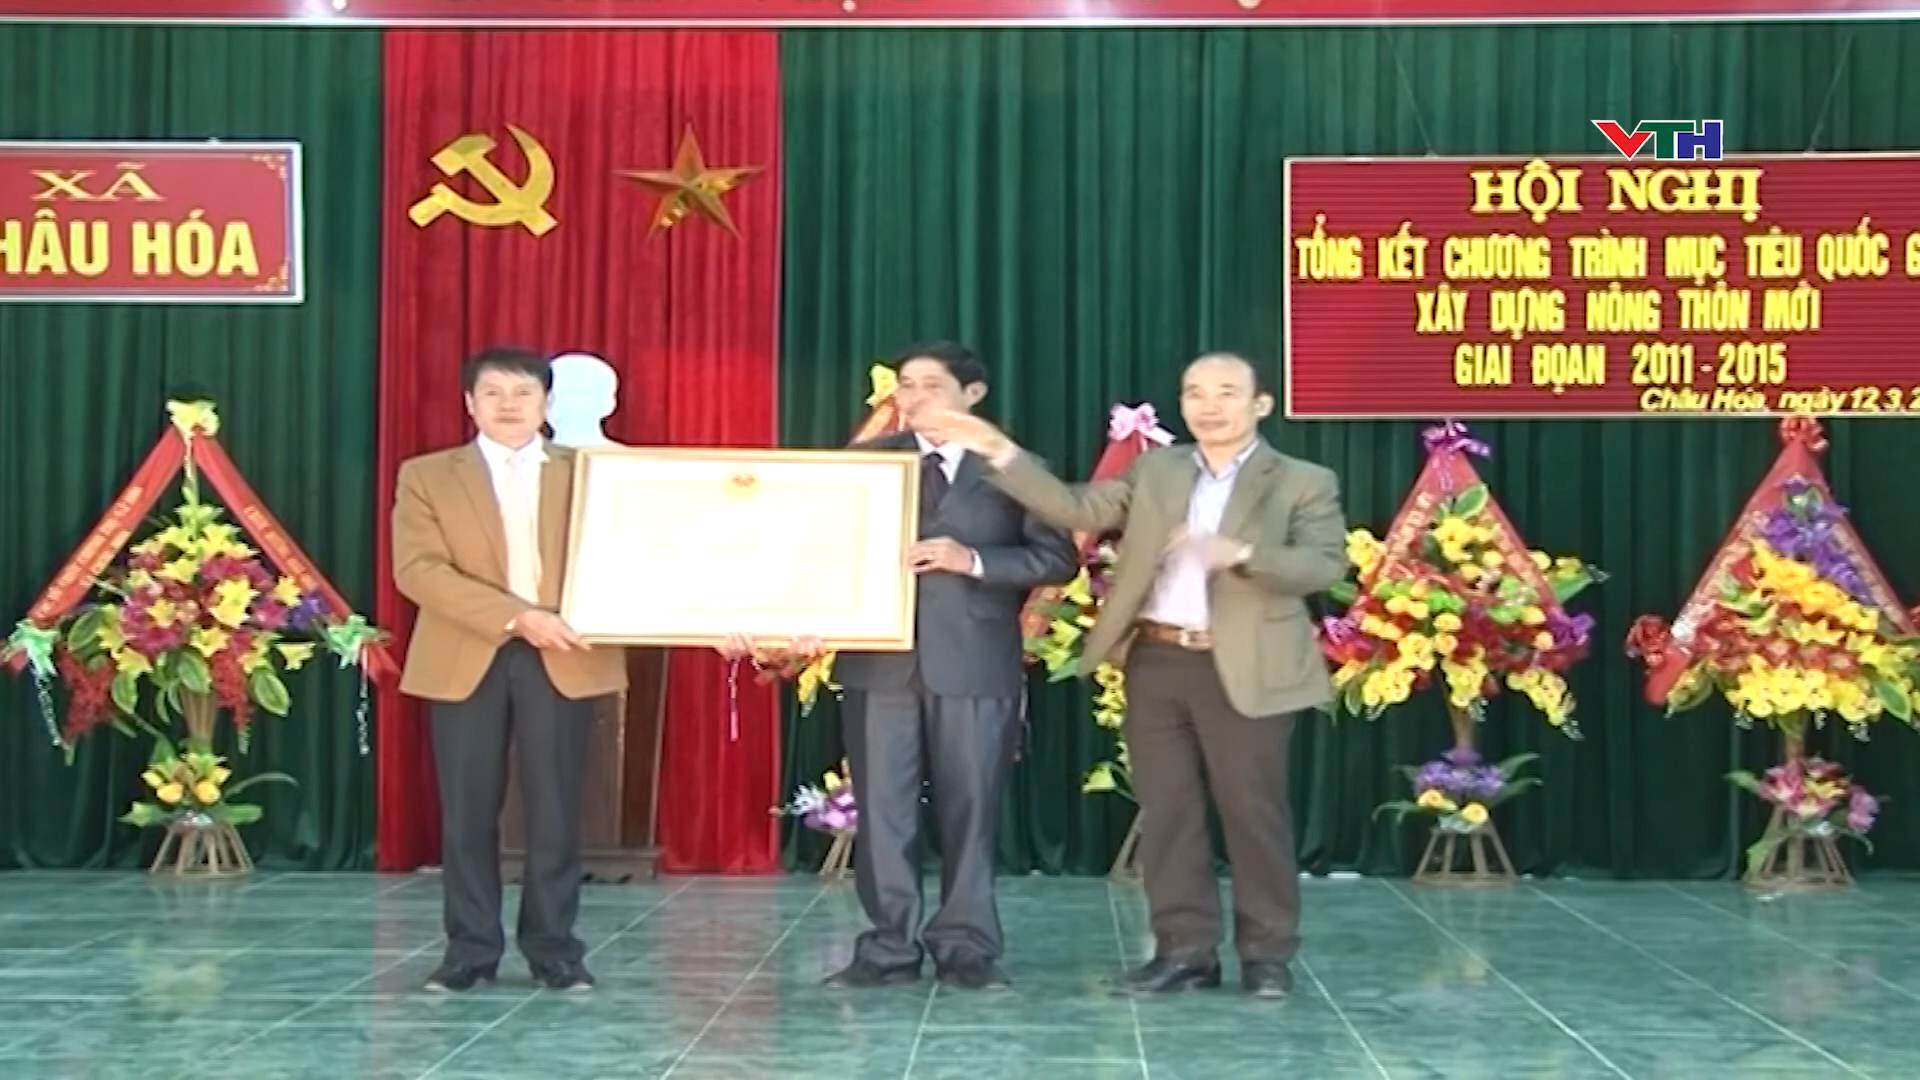 VTH
XÃ
HÂU HÓA
HỘI NGHỊ
TỔNG KẾT CHƯƠNG TRÌNH MỤC TIÊU QUỐC G
XÂY DỰNG NÔNG THÔN MỚI
GIAI ĐỌAN 2011-2015
Châu Hóa, ngày 12.3.2